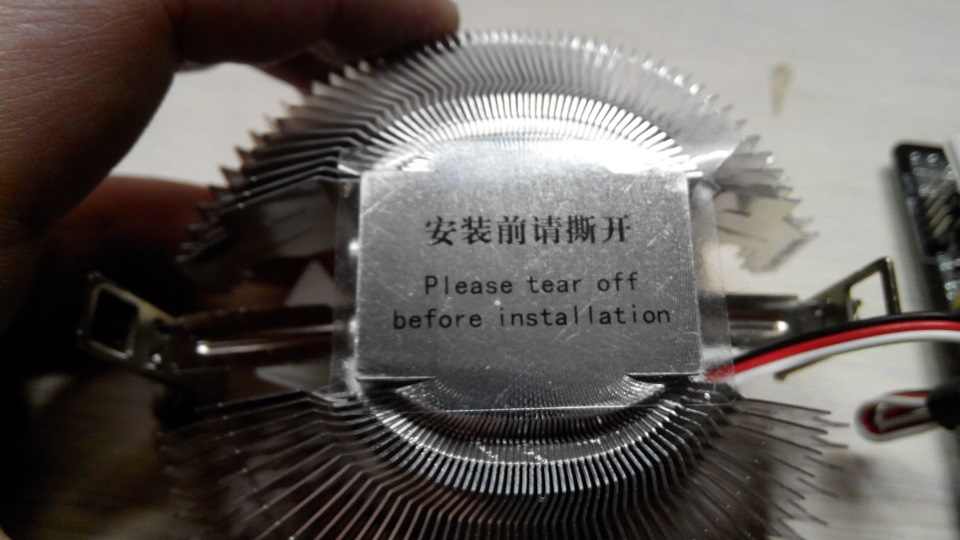 安装前请撕开
Please tear off
before installation